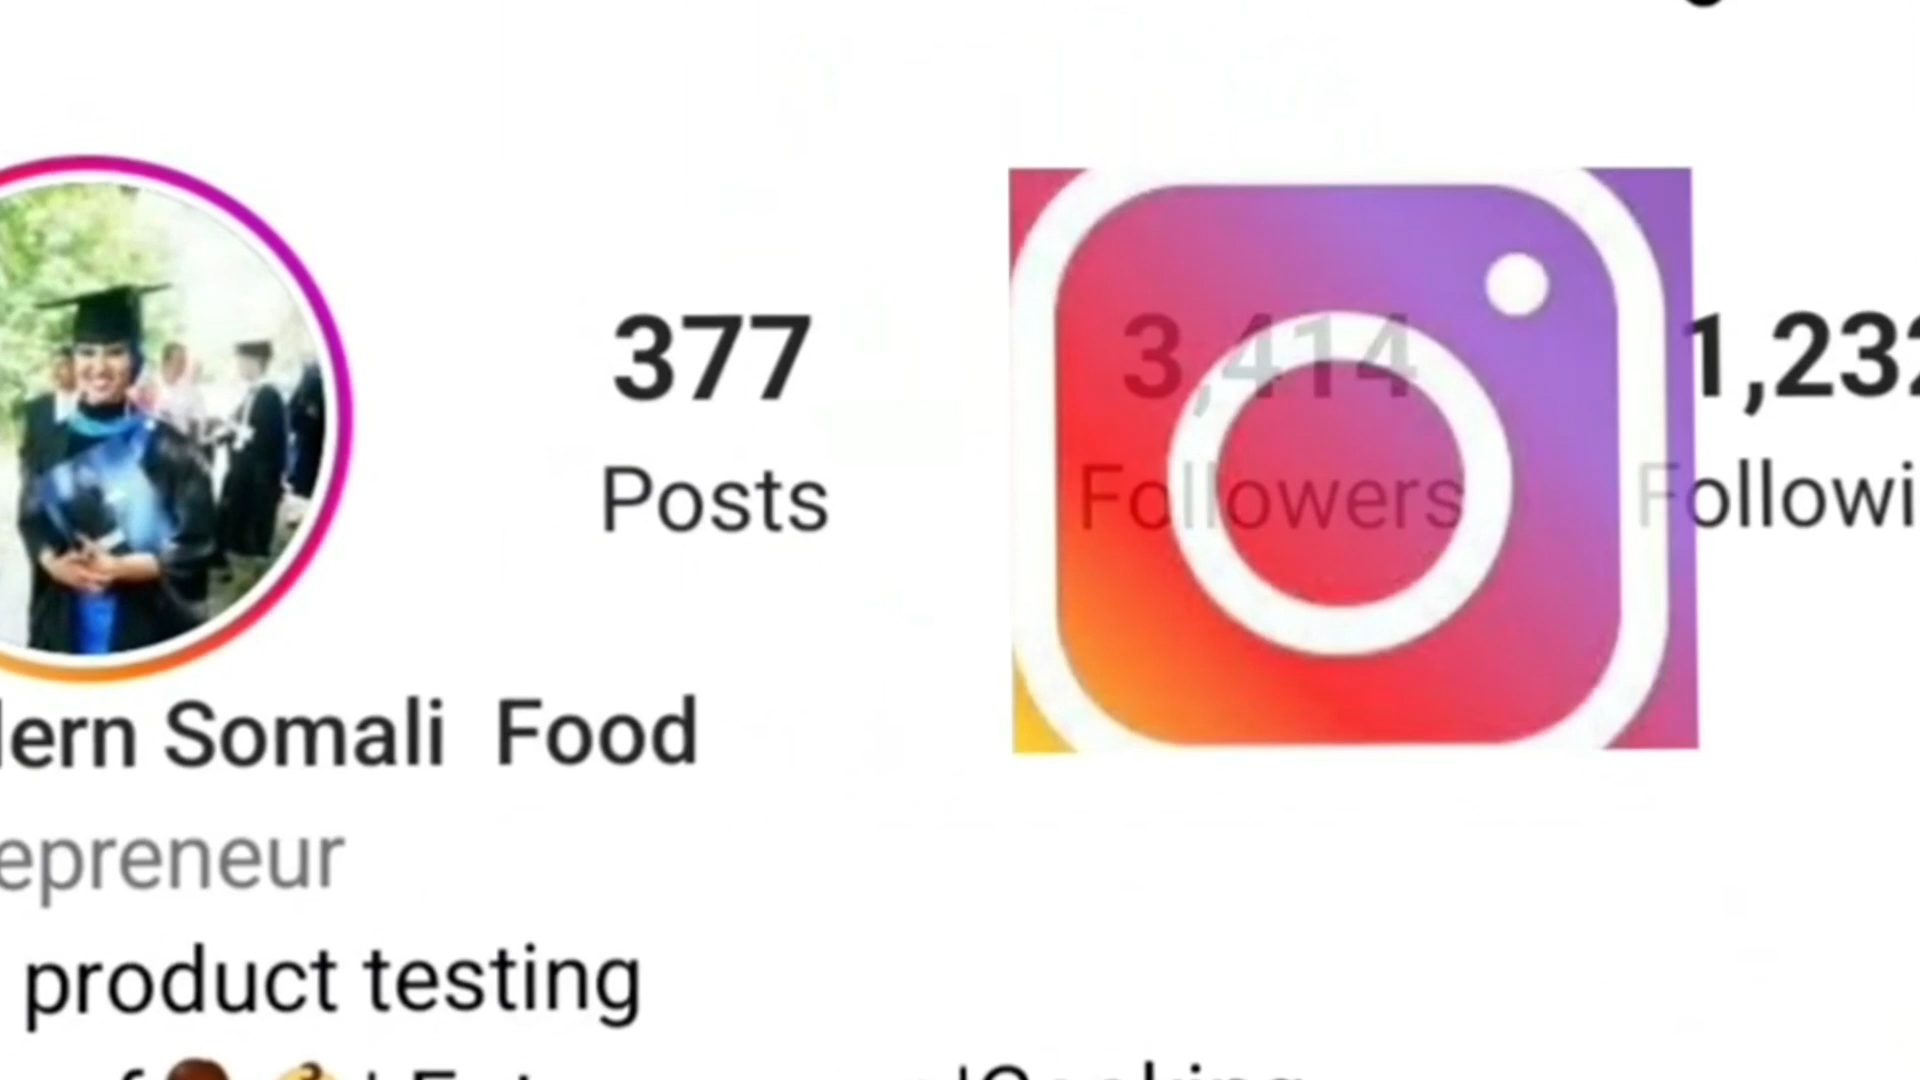 377 3,414 1,232
Posts Followers Followi
lern Somali Food
epreneur
product testing